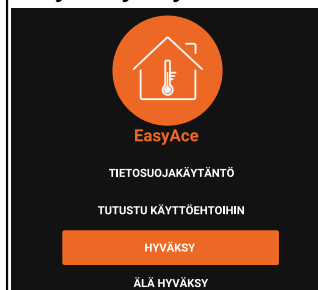 EasyAce
TIETOSUOJAKÄYTÄNTÖ
TUTUSTU KÄYTTÖEHTOIHIN
HYVÄKSY
ÄLÄ HYVÄKSY